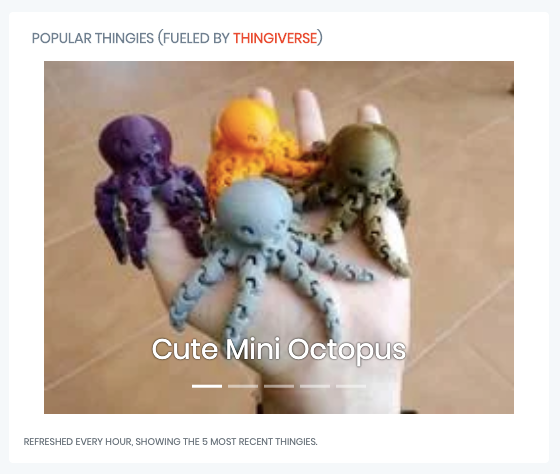 POPULAR THINGIES (FUELED BY THINGIVERSE)
Cute Mini Octopus
REFRESHED EVERY HOUR, SHOWING THE 5 MOST RECENT THINGIES.